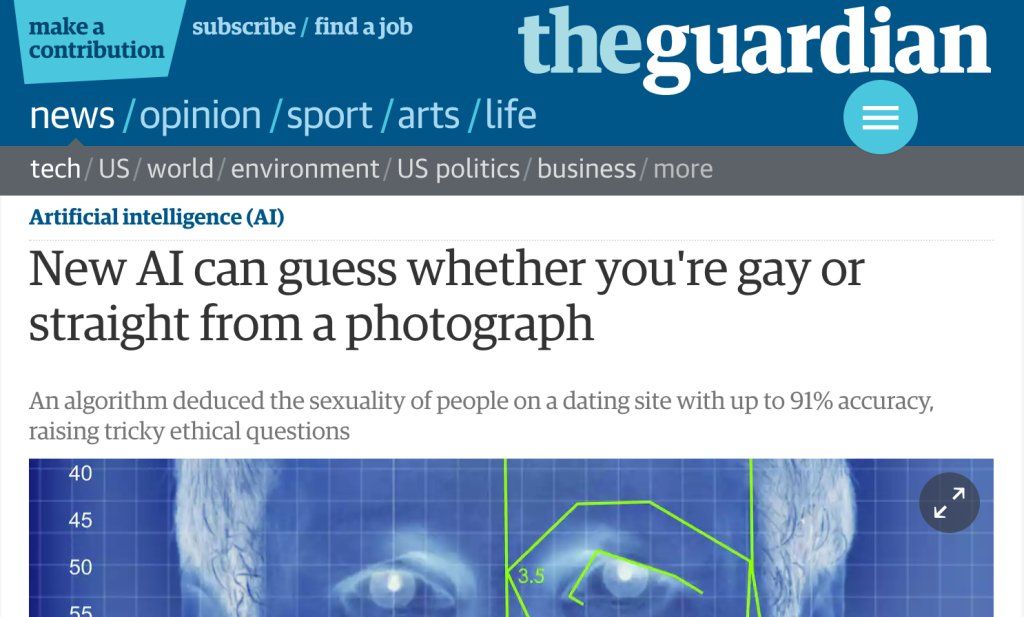 make a
contribution
subscribe / find a job
theguardian
news / opinion / sport / arts / life
tech / US / world / environment / US politics / business / more
Artificial intelligence (AI)
New AI can guess whether you're gay or
straight from a photograph
An algorithm deduced the sexuality of people on a dating site with up to 91% accuracy,
raising tricky ethical questions
40
45
50
3.5
55